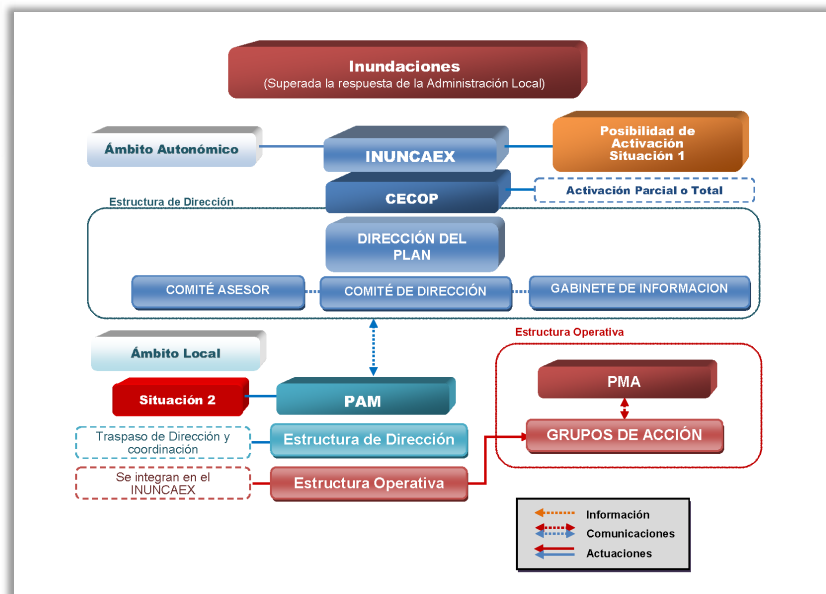 Inundaciones
(Superada la respuesta de la Administración Local)
Ámbito Autonómico
INUNCAEX
Posibilidad de
Activación
Situación 1
CECOP
Activación Parcial o Total
Estructura de Dirección
DIRECCIÓN DEL
PLAN
COMITÉ ASESOR
COMITÉ DE DIRECCIÓN
GABINETE DE INFORMACION
Estructura Operativa
Ámbito Local
PMA
Situación 2
PAM
Traspaso de Dirección y
coordinación
Estructura de Dirección
GRUPOS DE ACCIÓN
Se integran en el
INUNCAEX
Estructura Operativa
Información
Comunicaciones
Actuaciones